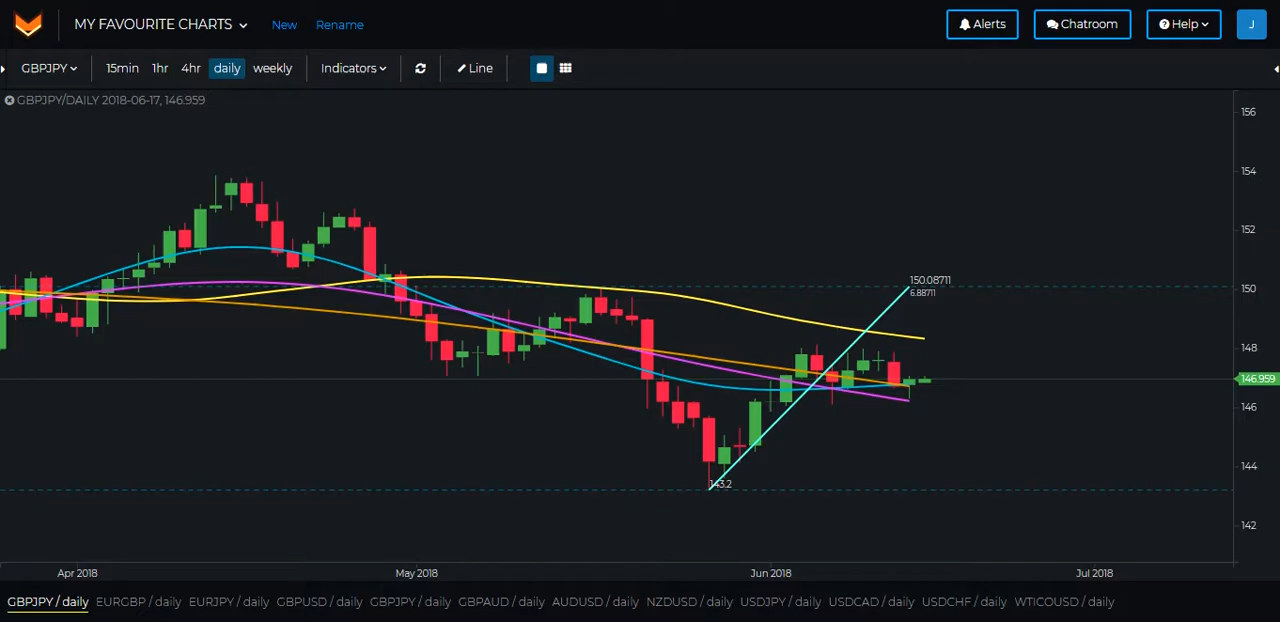 MY FAVOURITE CHARTS New Rename Alerts Chatroom Help J
GBPJPY 15min 1hr 4hr daily weekly Indicators Line
GBPJPY/DAILY 2018-06-17, 146.959
156
154
152
150.08711
6.88711
150
148
146.959
146
144
143.2
142
Apr 2018 May 2018 Jun 2018 Jul 2018
GBPJPY / daily EURGBP / daily EURJPY / daily GBPUSD / daily GBPJPY / daily GBPAUD / daily AUDUSD / daily NZDUSD / daily USDJPY / daily USDCAD / daily USDCHF / daily WTICOUSD / daily